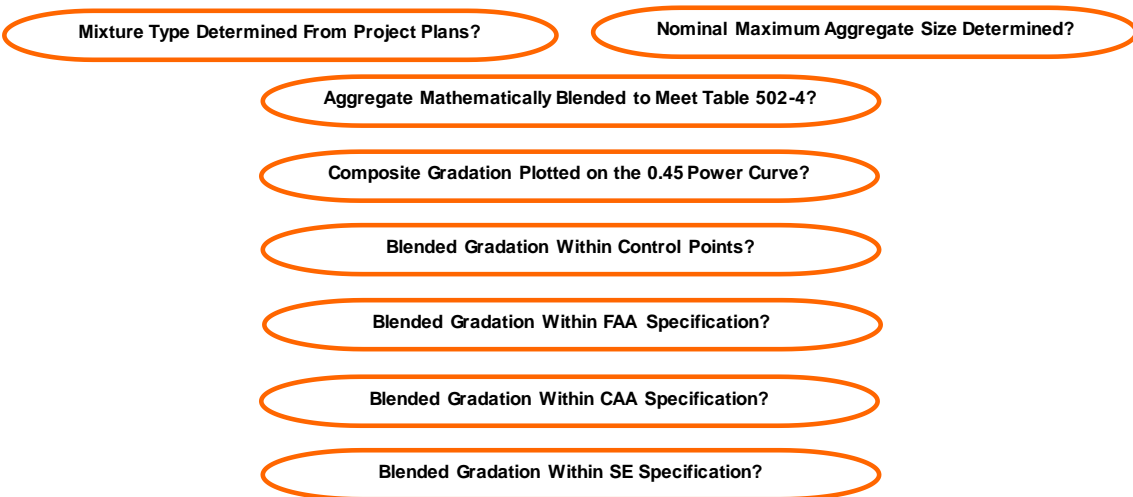 Mixture Type Determined From Project Plans?
Nominal Maximum Aggregate Size Determined?
Aggregate Mathematically Blended to Meet Table 502-4?
Composite Gradation Plotted on the 0.45 Power Curve?
Blended Gradation Within Control Points?
Blended Gradation Within FAA Specification?
Blended Gradation Within CAA Specification?
Blended Gradation Within SE Specification?